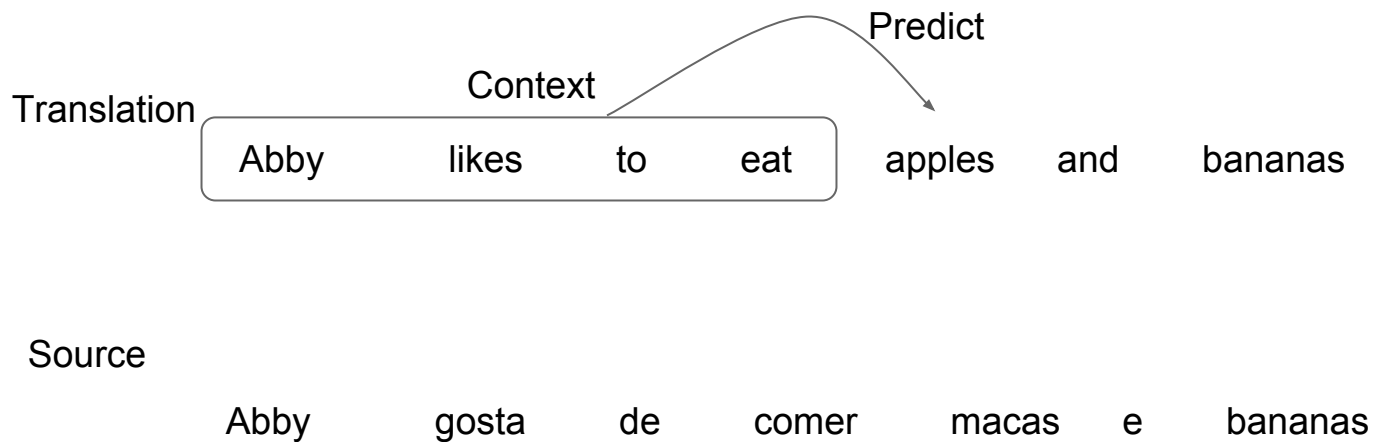 Predict
Context
Translation
Abby likes to eat apples and bananas
Source
Abby gosta de comer macas e bananas